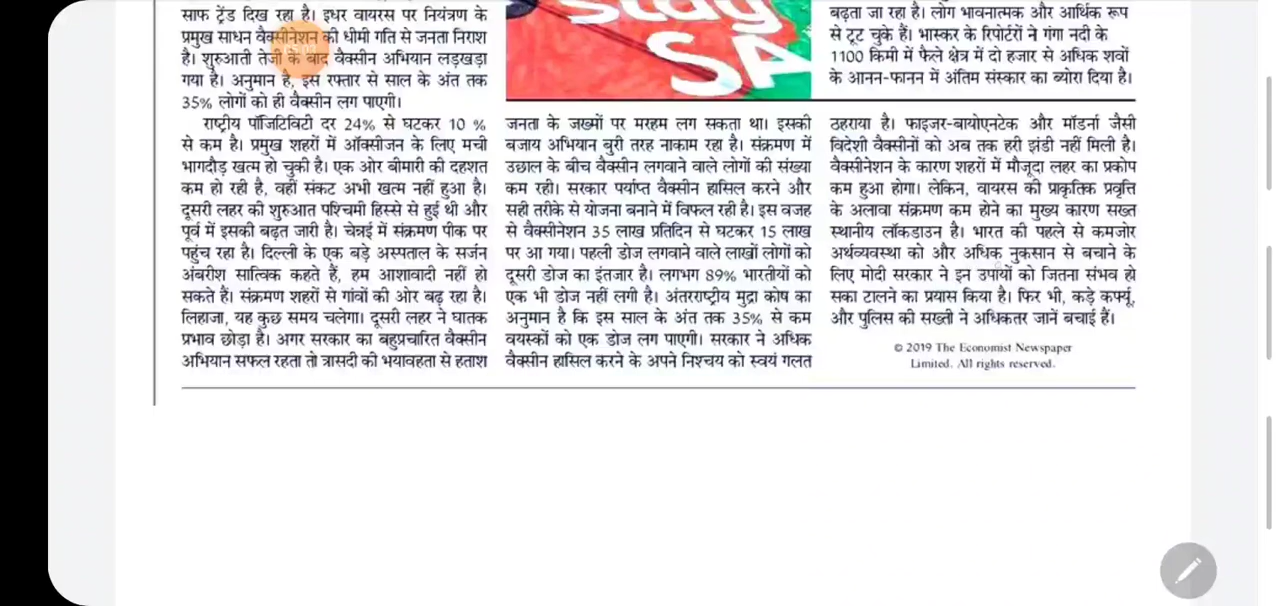 साफ ट्रेंड दिख रहा है। इधर वायरस पर नियंत्रण के
प्रमुख साधन वैक्सीनेशन की धीमी गति से जनता निराश
है। शुरुआती तेजी के बाद वैक्सीन अभियान लड़खड़ा
गया है। अनुमान है, इस रफ्तार से साल के अंत तक
35% लोगों को ही वैक्सीन लग पाएगी।
राष्ट्रीय पॉजिटिविटी दर 24% से घटकर 10 %
से कम है। प्रमुख शहरों में ऑक्सीजन के लिए मची
भागदौड़ खत्म हो चुकी है। एक ओर बीमारी की दहशत
कम हो रही है, वहीं संकट अभी खत्म नहीं हुआ है।
दूसरी लहर की शुरुआत पश्चिमी हिस्से से हुई थी और
पूर्व में इसकी बढ़त जारी है। चेन्नई में संक्रमण पीक पर
पहुंच रहा है। दिल्ली के एक बड़े अस्पताल के सर्जन
अंबरीश सात्विक कहते हैं, हम आशावादी नहीं हो
सकते हैं। संक्रमण शहरों से गांवों की ओर बढ़ रहा है।
लिहाजा, यह कुछ समय चलेगा। दूसरी लहर ने घातक
प्रभाव छोड़ा है। अगर सरकार का बहुप्रचारित वैक्सीन
अभियान सफल रहता तो त्रासदी की भयावहता से हताश
Stay
SA
जनता के जख्मों पर मरहम लग सकता था। इसकी
बजाय अभियान बुरी तरह नाकाम रहा है। संक्रमण में
उछाल के बीच वैक्सीन लगवाने वाले लोगों की संख्या
कम रही। सरकार पर्याप्त वैक्सीन हासिल करने और
सही तरीके से योजना बनाने में विफल रही है। इस वजह
से वैक्सीनेशन 35 लाख प्रतिदिन से घटकर 15 लाख
पर आ गया। पहली डोज लगवाने वाले लाखों लोगों को
दूसरी डोज का इंतजार है। लगभग 89% भारतीयों को
एक भी डोज नहीं लगी है। अंतरराष्ट्रीय मुद्रा कोष का
अनुमान है कि इस साल के अंत तक 35% से कम
वयस्कों को एक डोज लग पाएगी। सरकार ने अधिक
वैक्सीन हासिल करने के अपने निश्चय को स्वयं गलत
बढ़ता जा रहा है। लोग भावनात्मक और आर्थिक रूप
से टूट चुके हैं। भास्कर के रिपोर्टरों ने गंगा नदी के
1100 किमी में फैले क्षेत्र में दो हजार से अधिक शवों
के आनन-फानन में अंतिम संस्कार का ब्योरा दिया है।
ठहराया है। फाइजर-बायोएनटेक और मॉडर्ना जैसी
विदेशी वैक्सीनों को अब तक हरी झंडी नहीं मिली है।
वैक्सीनेशन के कारण शहरों में मौजूदा लहर का प्रकोप
कम हुआ होगा। लेकिन, वायरस की प्राकृतिक प्रवृत्ति
के अलावा संक्रमण कम होने का मुख्य कारण सख्त
स्थानीय लॉकडाउन है। भारत की पहले से कमजोर
अर्थव्यवस्था को और अधिक नुकसान से बचाने के
लिए मोदी सरकार ने इन उपायों को जितना संभव हो
सका टालने का प्रयास किया है। फिर भी, कड़े कर्फ्यू,
और पुलिस की सख्ती ने अधिकतर जानें बचाई हैं।
© 2019 The Economist Newspaper
Limited. All rights reserved.